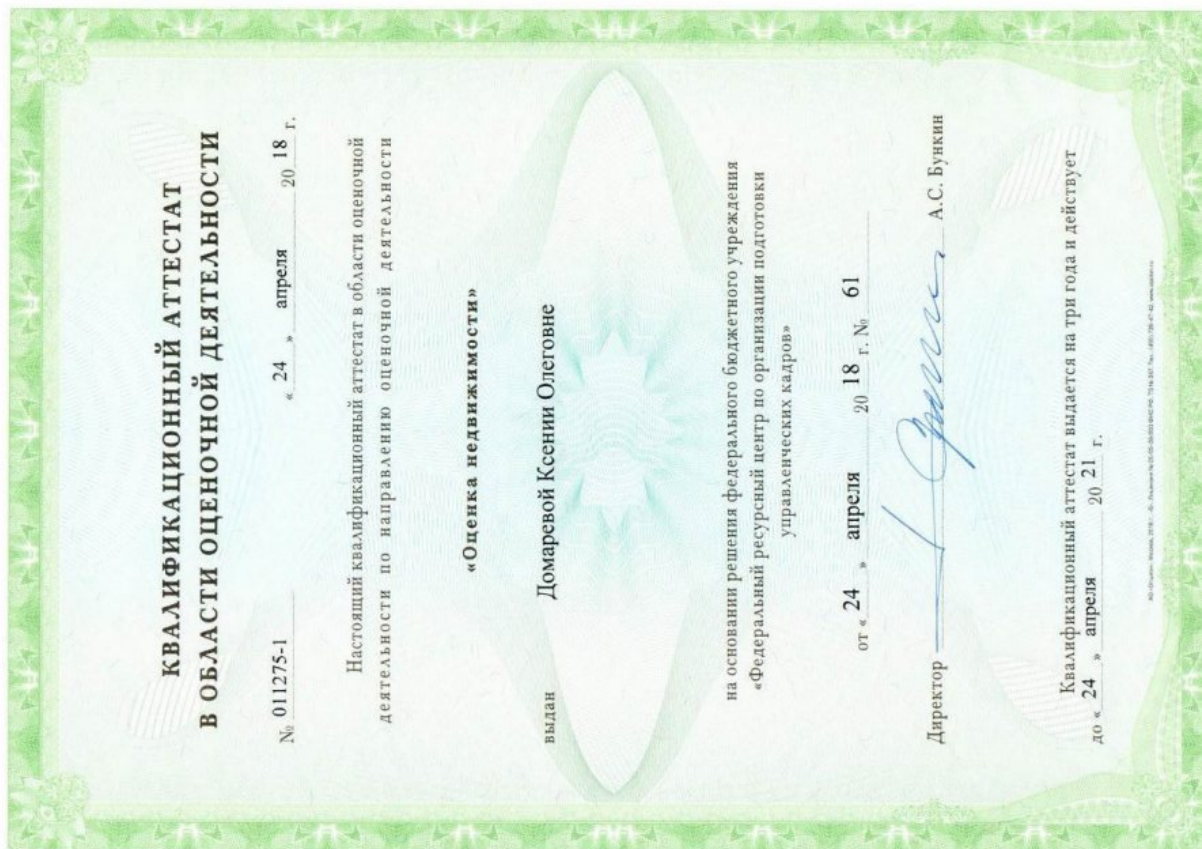 КВАЛИФИКАЦИОННЫЙ АТТЕСТАТ
В ОБЛАСТИ ОЦЕНОЧНОЙ ДЕЯТЕЛЬНОСТИ
№ 011275-1 « 24 » апреля 20 18 г.
Настоящий квалификационный аттестат в области оценочной
деятельности по направлению оценочной деятельности
«Оценка недвижимости»
выдан Домаревой Ксении Олеговне
на основании решения федерального бюджетного учреждения
«Федеральный ресурсный центр по организации подготовки
управленческих кадров»
от « 24 » апреля 20 18 г. № 61
Директор А.С. Бункин
Квалификационный аттестат выдается на три года и действует
до « 24 » апреля 20 21 г.